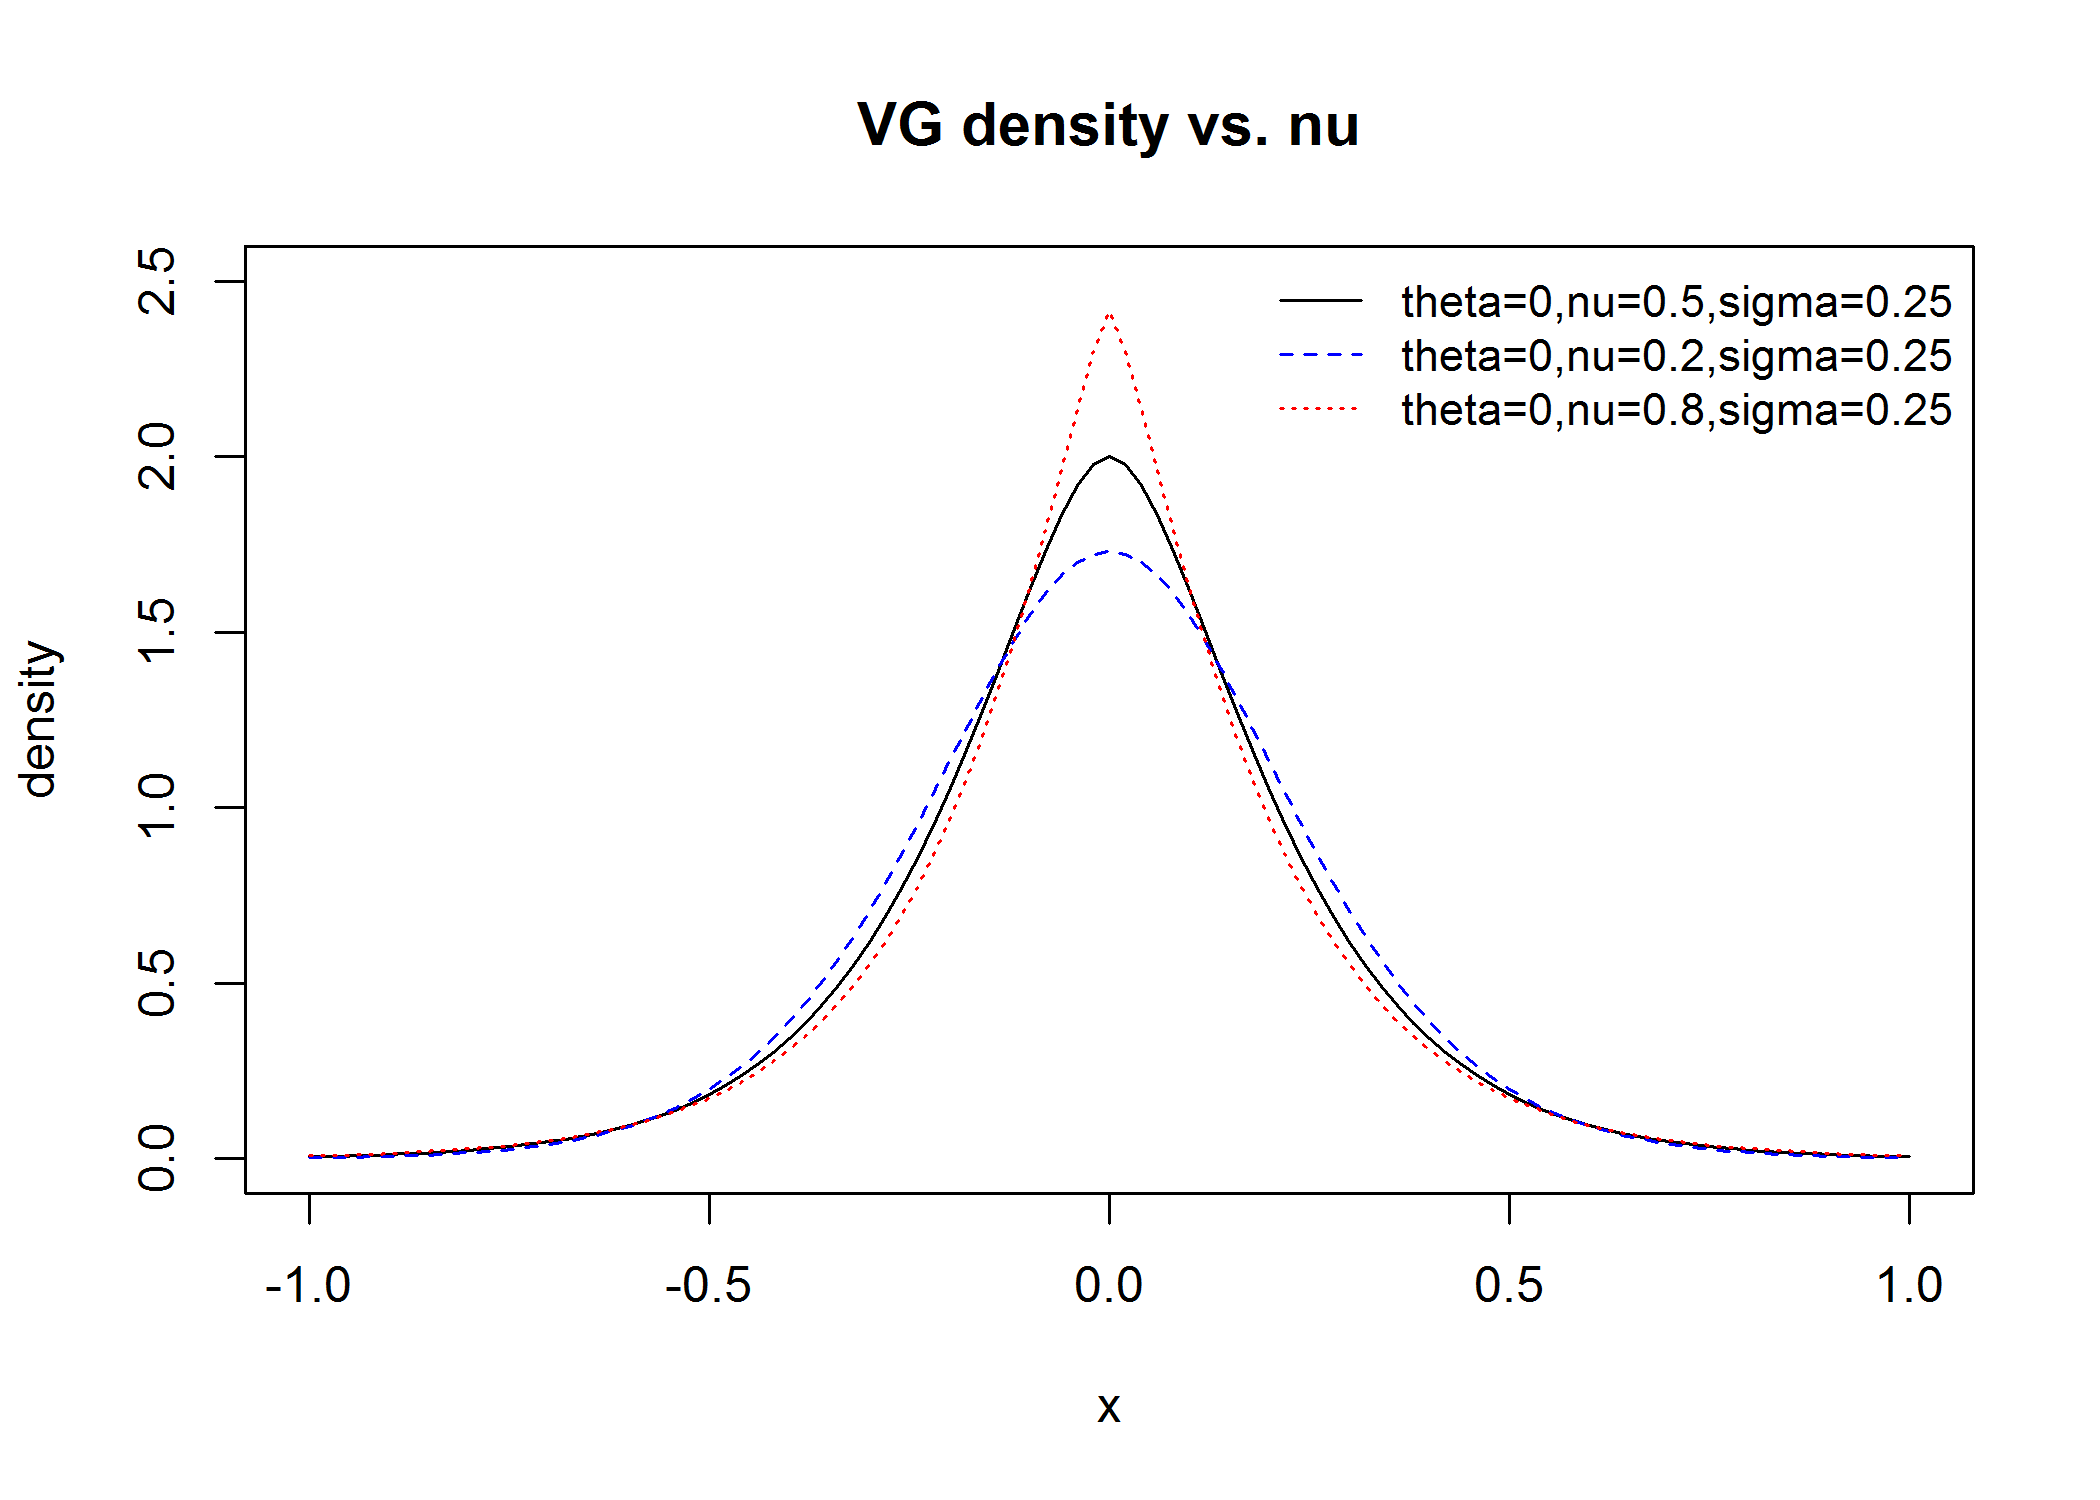 VG density vs. nu
theta=0,nu=0.5,sigma=0.25
theta=0,nu=0.2,sigma=0.25
theta=0,nu=0.8,sigma=0.25
density
2.5
2.0
1.5
1.0
0.5
0.0
-1.0
-0.5
0.0
0.5
1.0
x